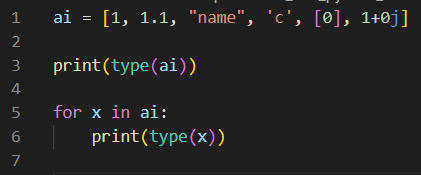 1 ai = [1, 1.1, "name", 'c', [0], 1+0j]
2
3 print(type(ai))
4
5 for x in ai:
6     print(type(x))
7